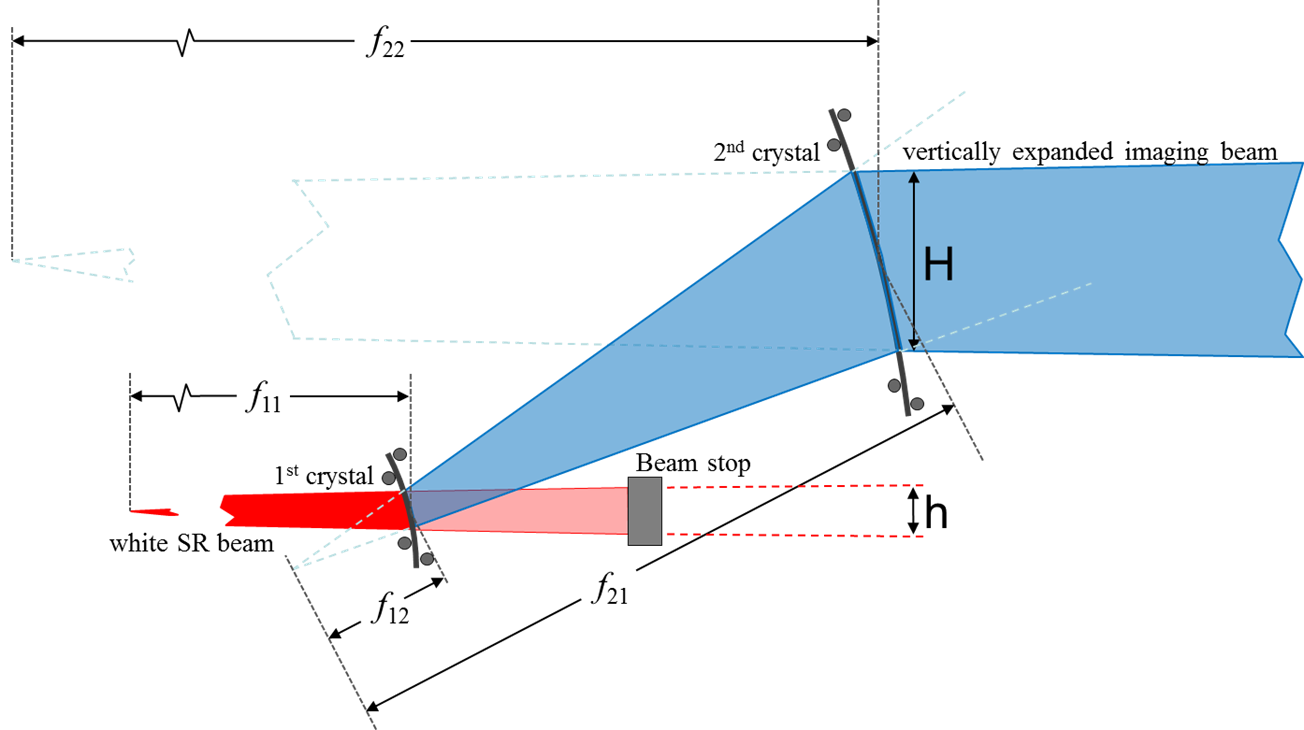 f22
2nd crystal
vertically expanded imaging beam
H
f11
1st crystal
Beam stop
h
white SR beam
f12
f21